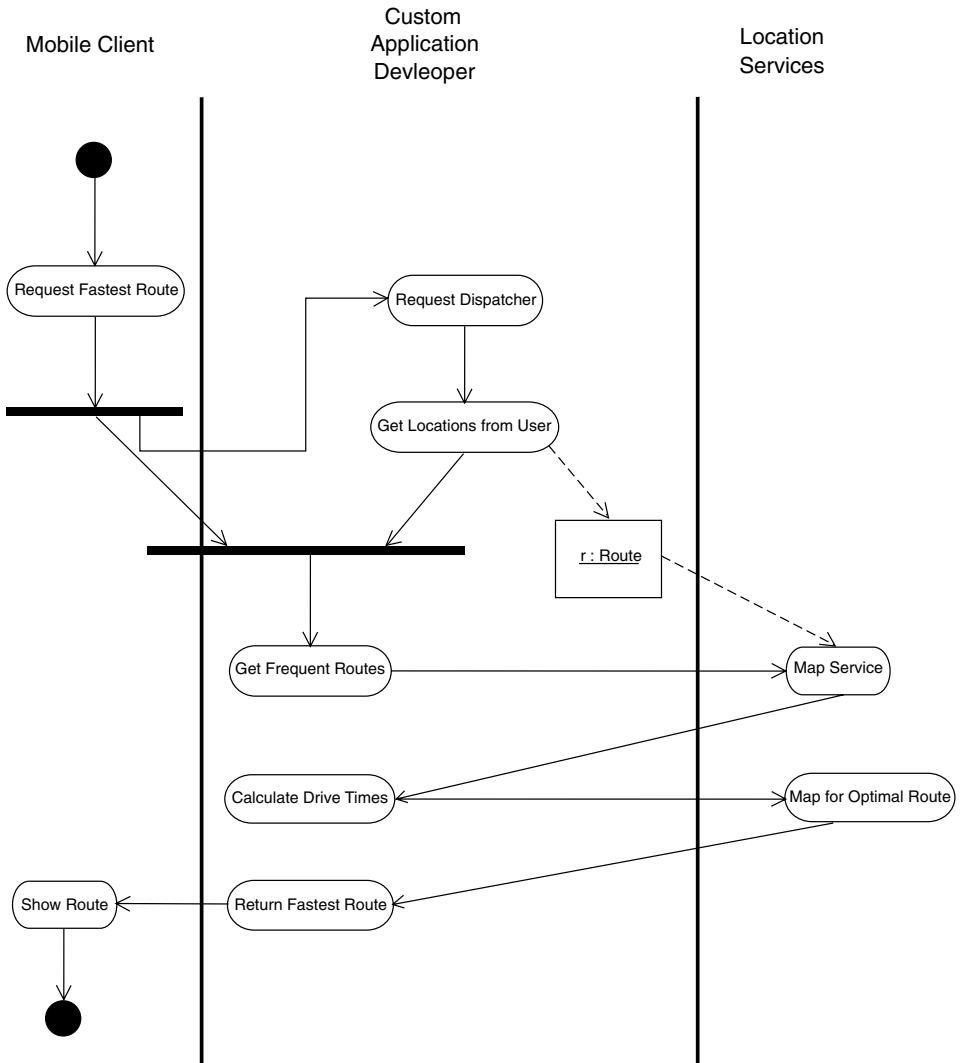 Mobile Client
Custom
Application
Devleoper
Location
Services
Request Fastest Route
Request Dispatcher
Get Locations from User
r : Route
Get Frequent Routes
Map Service
Calculate Drive Times
Map for Optimal Route
Show Route
Return Fastest Route